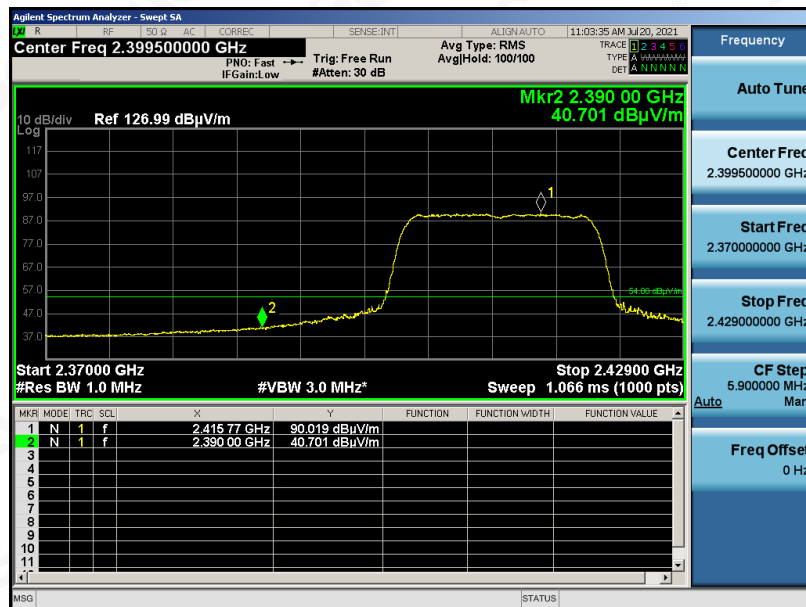 Agilent Spectrum Analyzer - Swept SA
LXI R RF 50 Ω AC CORREC SENSE:INT ALIGN AUTO 11:03:35 AM Jul 20, 2021
Center Freq 2.399500000 GHz
PNO: Fast
IFGain:Low
Trig: Free Run
#Atten: 30 dB
Avg Type: RMS
Avg|Hold: 100/100
TRACE 1 2 3 4 5 6
TYPE A WWWWW
DET A N N N N N
Mkr2 2.390 00 GHz
40.701 dBµV/m
10 dB/div Ref 126.99 dBµV/m
Log
117
107
97.0
87.0
77.0
67.0
57.0
47.0
37.0
1
2
54.00 dBµV/m
Start 2.37000 GHz Stop 2.42900 GHz
#Res BW 1.0 MHz #VBW 3.0 MHz* Sweep 1.066 ms (1000 pts)
MKR MODE TRC SCL X Y FUNCTION FUNCTION WIDTH FUNCTION VALUE
1 N 1 f 2.415 77 GHz 90.019 dBµV/m
2 N 1 f 2.390 00 GHz 40.701 dBµV/m
3
4
5
6
7
8
9
10
11
MSG STATUS
Frequency
Auto Tune
Center Freq
2.399500000 GHz
Start Freq
2.370000000 GHz
Stop Freq
2.429000000 GHz
CF Step
5.900000 MHz
Auto Man
Freq Offset
0 Hz